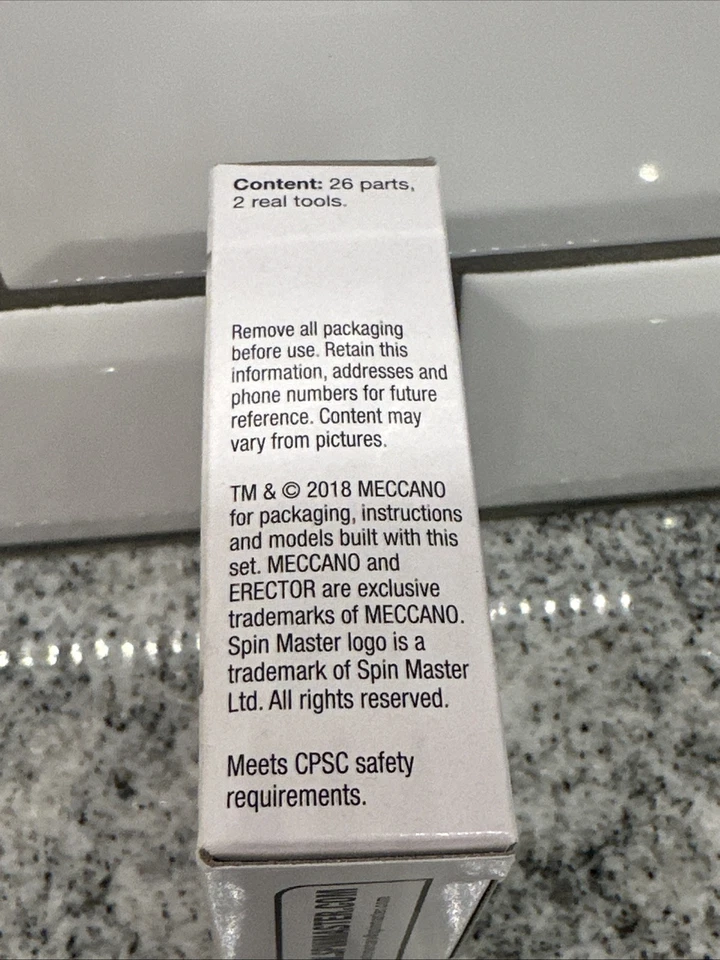 Content: 26 parts,
2 real tools.
Remove all packaging
before use. Retain this
information, addresses and
phone numbers for future
reference. Content may
vary from pictures.
TM & © 2018 MECCANO
for packaging, instructions
and models built with this
set. MECCANO and
ERECTOR are exclusive
trademarks of MECCANO.
Spin Master logo is a
trademark of Spin Master
Ltd. All rights reserved.
Meets CPSC safety
requirements.